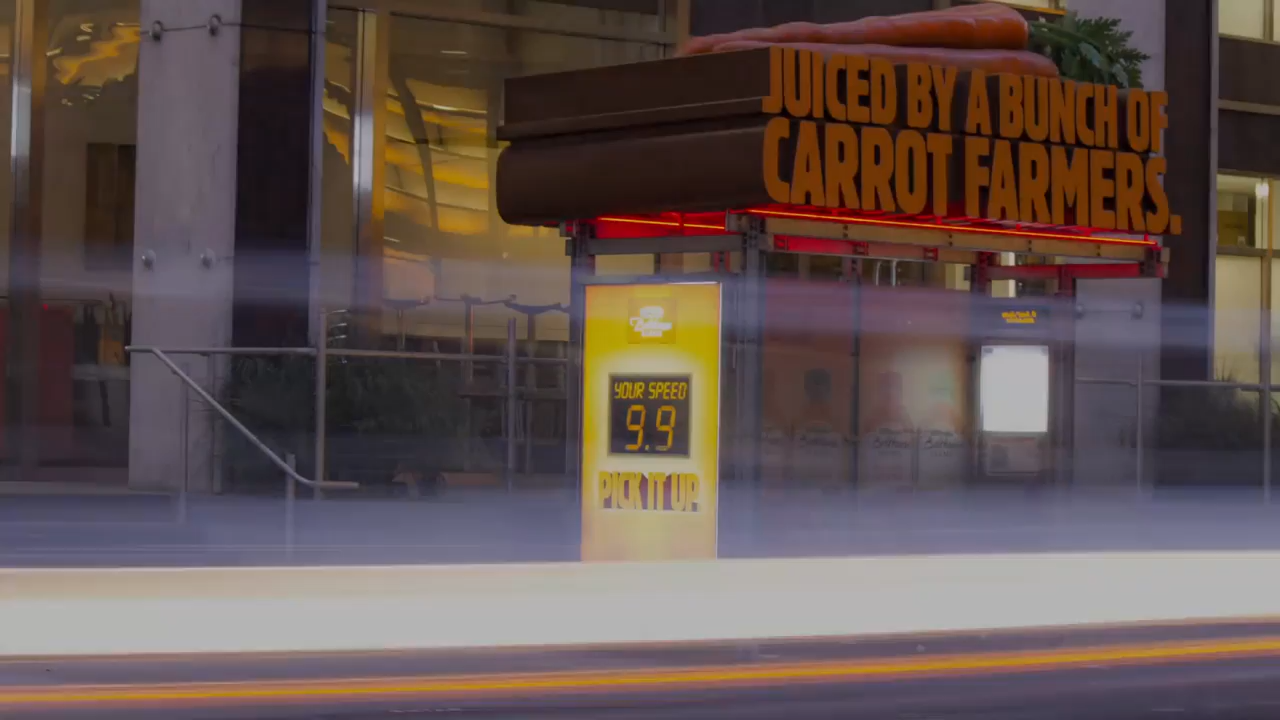 JUICED BY A BUNCH OF
CARROT FARMERS.
YOUR SPEED
9.9
PICK IT UP